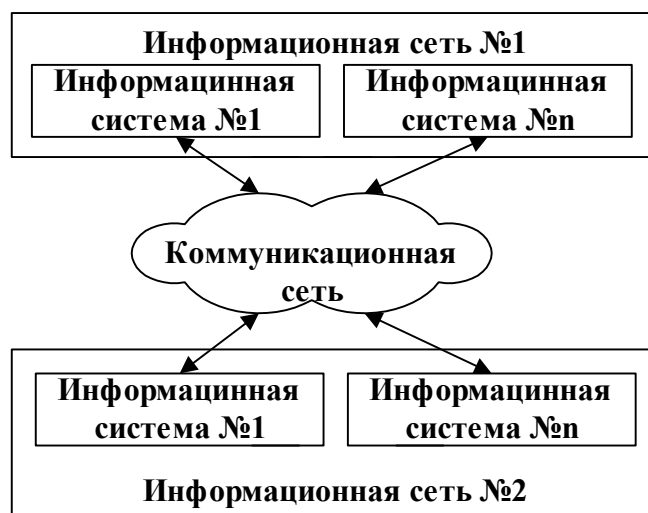 Информационная сеть №1
Информацинная
система №1
Информацинная
система №n
Коммуникационная
сеть
Информацинная
система №1
Информацинная
система №n
Информационная сеть №2